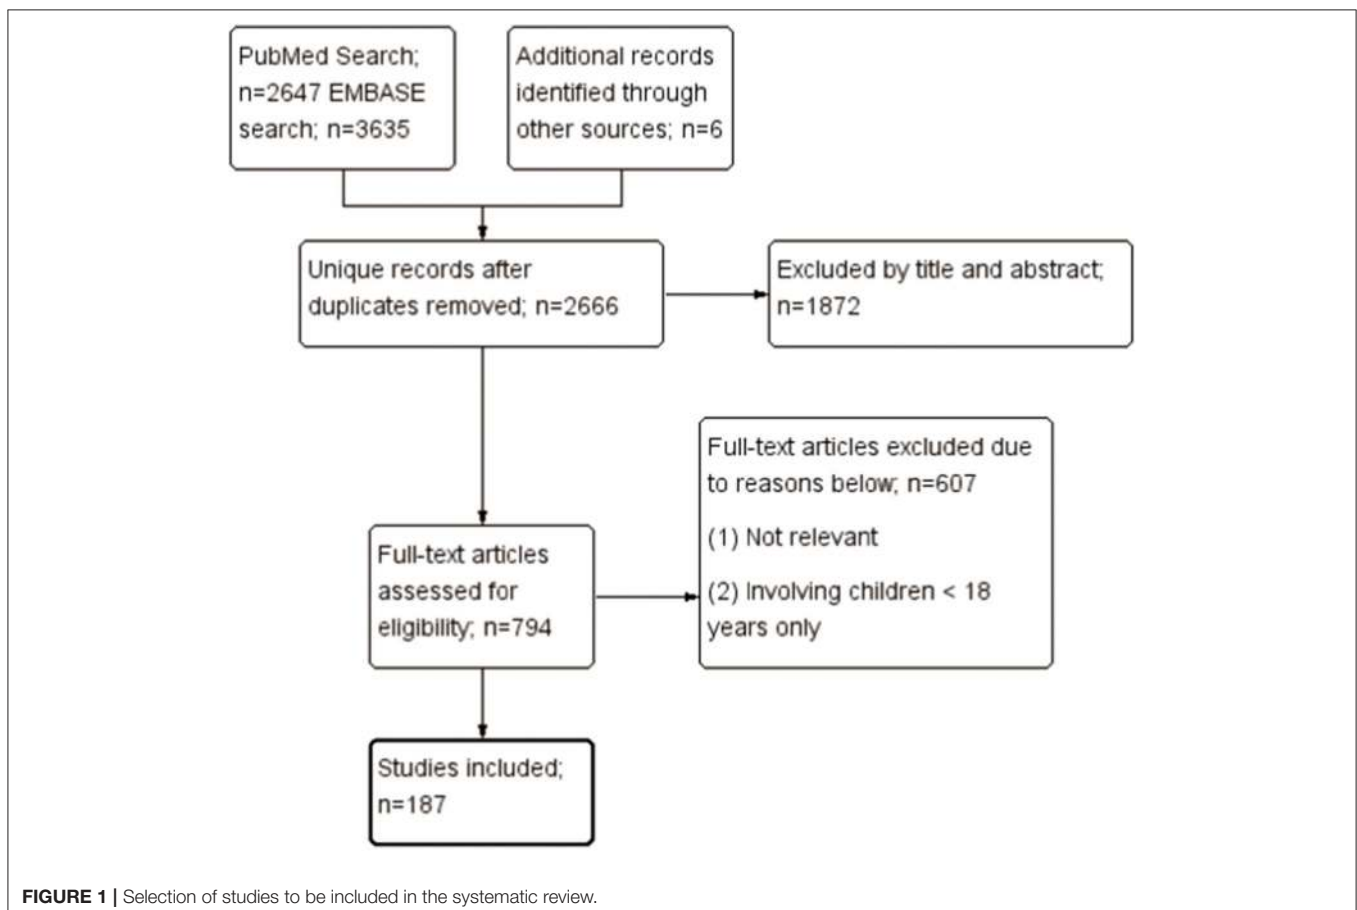 PubMed Search;
n=2647 EMBASE
search; n=3635
Additional records
identified through
other sources; n=6
Unique records after
duplicates removed; n=2666
Excluded by title and abstract;
n=1872
Full-text articles excluded due
to reasons below; n=607
(1) Not relevant
(2) Involving children < 18
years only
Full-text articles
assessed for
eligibility; n=794
Studies included;
n=187
FIGURE 1 | Selection of studies to be included in the systematic review.